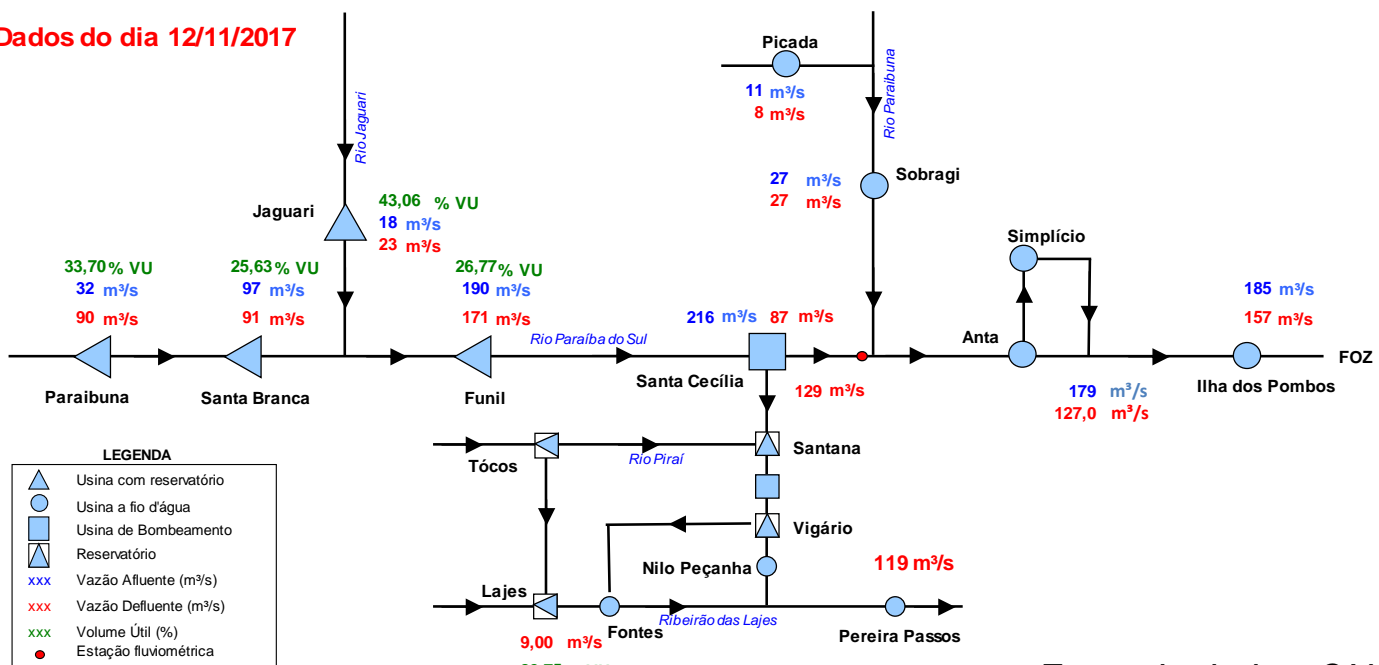 Dados do dia 12/11/2017
Picada
11 m³/s
8 m³/s
Rio Paraibuna
Rio Jaguari
27 m³/s
27 m³/s
Sobragi
Jaguari
43,06 % VU
18 m³/s
23 m³/s
Simplício
33,70 % VU
32 m³/s
90 m³/s
25,63 % VU
97 m³/s
91 m³/s
26,77 % VU
190 m³/s
171 m³/s
216 m³/s 87 m³/s
185 m³/s
157 m³/s
Rio Paraíba do Sul
Anta
FOZ
Paraibuna
Santa Branca
Funil
Santa Cecília
129 m³/s
179 m³/s
127,0 m³/s
Ilha dos Pombos
LEGENDA
Usina com reservatório
Usina a fio d'água
Usina de Bombeamento
Reservatório
xxx Vazão Afluente (m³/s)
xxx Vazão Defluente (m³/s)
xxx Volume Útil (%)
Estação fluviométrica
Tócos
Rio Piraí
Santana
Vigário
Nilo Peçanha
119 m³/s
Lajes
Fontes
Ribeirão das Lajes
Pereira Passos
9,00 m³/s